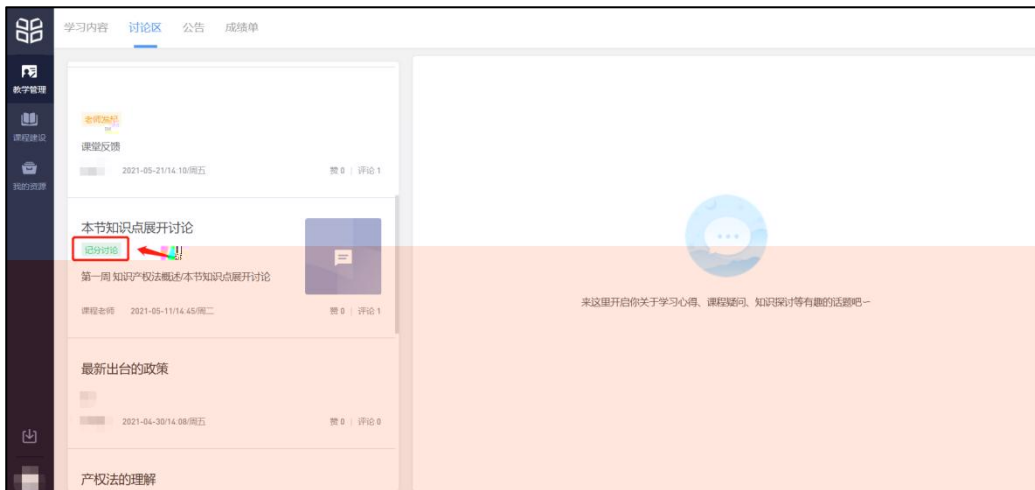 学习内容 讨论区 公告 成绩单
教学管理
课程建设
我的资源
老师发帖
课堂反馈
2021-05-21/14:10/周五 赞 0 | 评论 1
本节知识点展开讨论
记分讨论
第一周 知识产权法概述/本节知识点展开讨论
课程老师 2021-05-11/14:45/周二 赞 0 | 评论 1
最新出台的政策
2021-04-30/14:08/周五 赞 0 | 评论 0
产权法的理解
来这里开启你关于学习心得、课程疑问、知识探讨等有趣的话题吧~